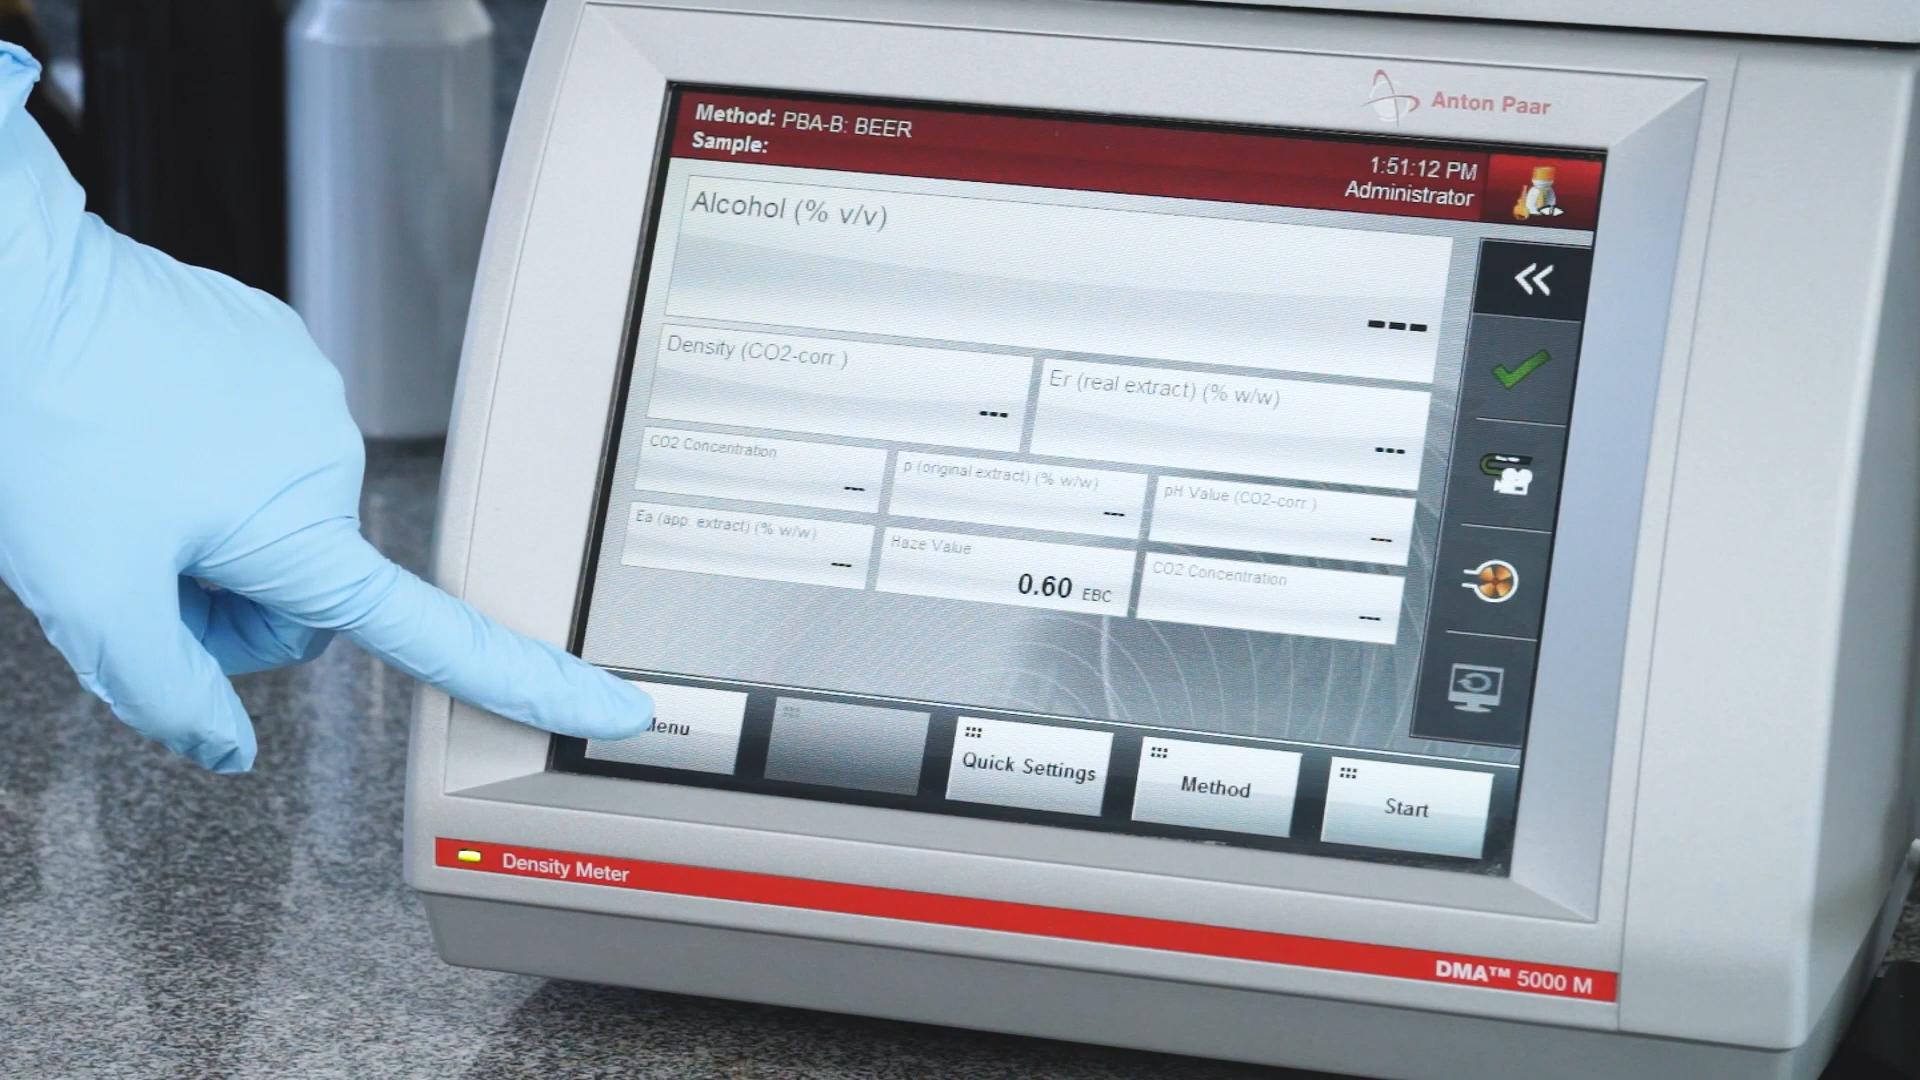 Anton Paar
Method: PBA-B: BEER
Sample:
1:51:12 PM
Administrator
Alcohol (% v/v)
---
Density (CO2-corr.)
---
Er (real extract) (% w/w)
---
CO2 Concentration
---
p (original extract) (% w/w)
---
pH Value (CO2-corr.)
---
Ea (app. extract) (% w/w)
---
Haze Value
0.60 EBC
CO2 Concentration
---
Menu
Quick Settings
Method
Start
Density Meter
DMA™ 5000 M